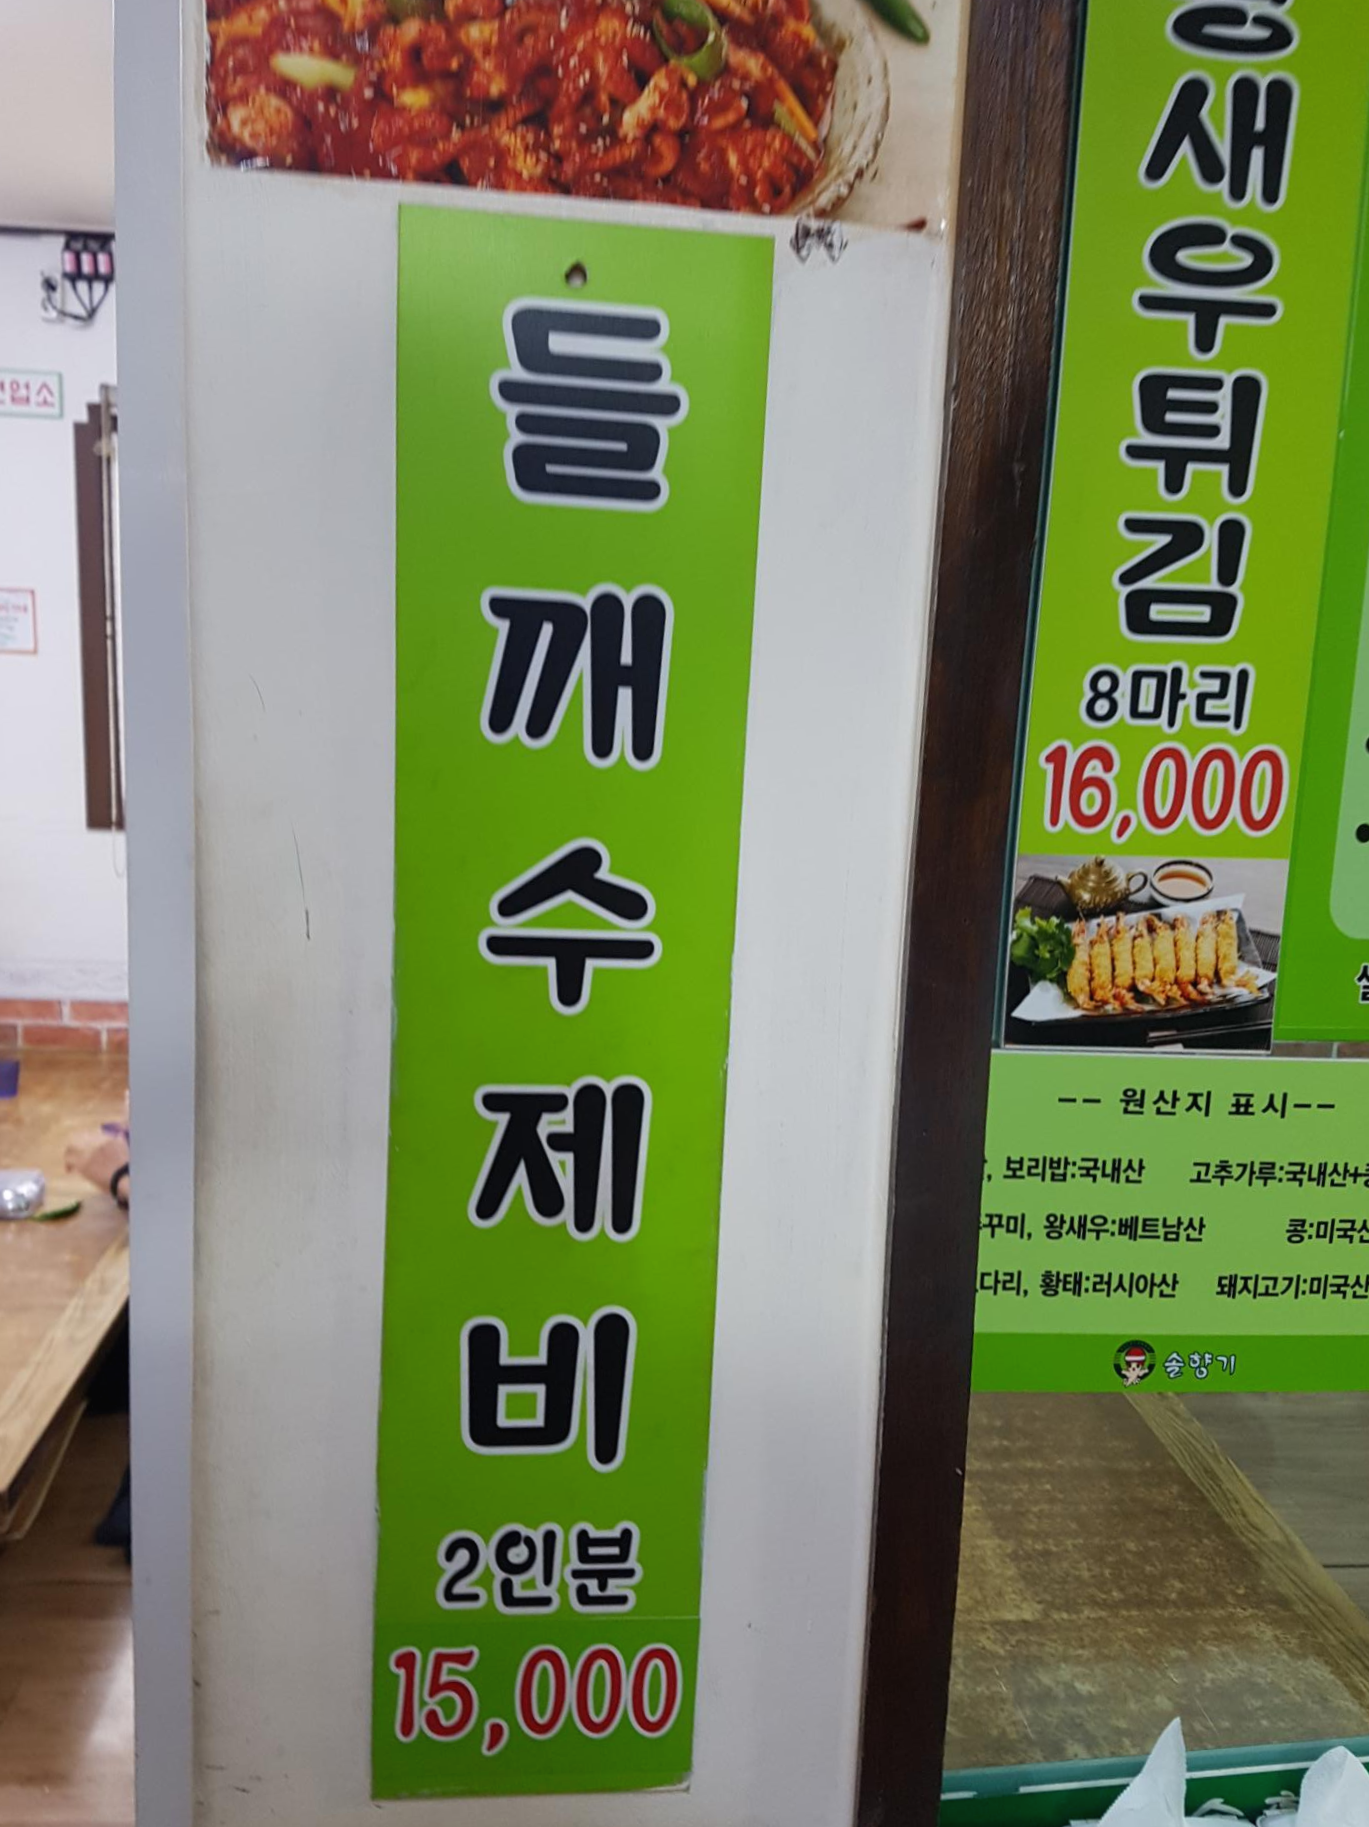 들깨수제비
2인분
15,000
새우튀김
8마리
16,000
-- 원산지 표시--
보리밥:국내산 고추가루:국내산+
왕새우:베트남산 콩:미국산
황태:러시아산 돼지고기:미국산
솔향기
업소